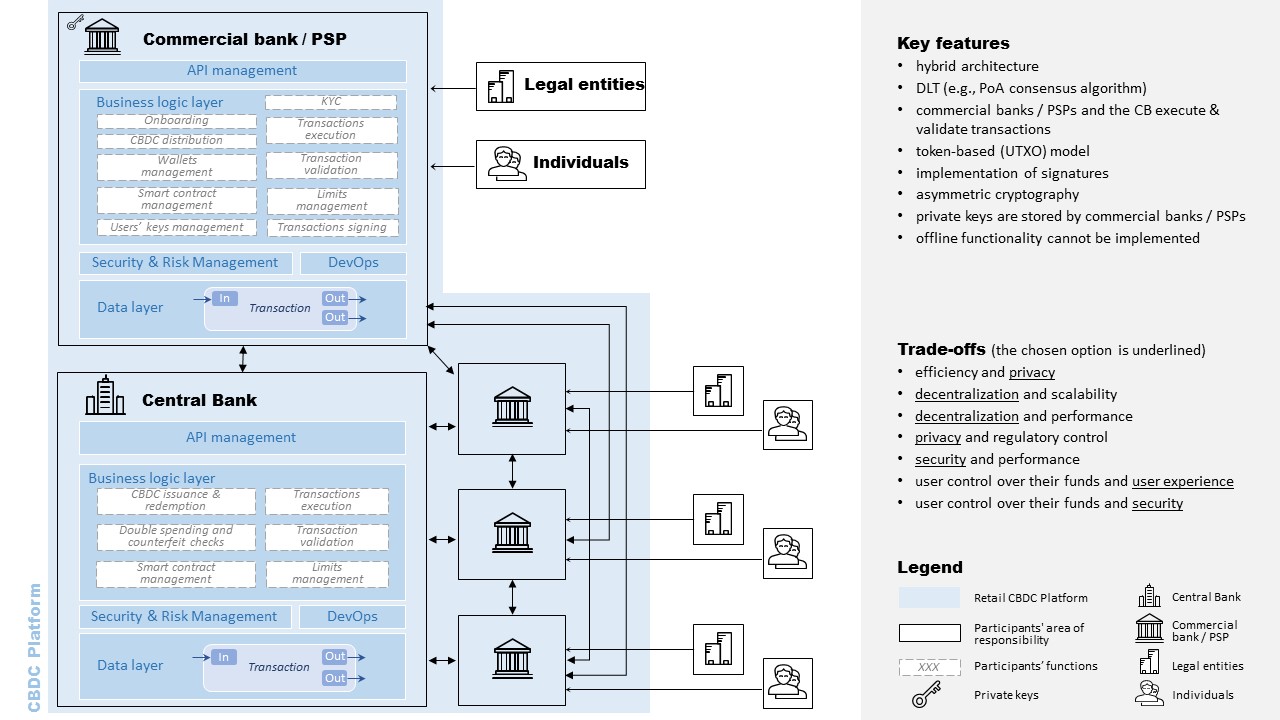 Commercial bank / PSP
API management
Business logic layer
KYC
Onboarding
Transactions
execution
CBDC distribution
Wallets
management
Transaction
validation
Smart contract
management
Limits
management
Users’ keys management
Transactions signing
Security & Risk Management
DevOps
Data layer
In
Transaction
Out
Out
Legal entities
Individuals
Central Bank
API management
Business logic layer
CBDC issuance &
redemption
Transactions
execution
Double spending and
counterfeit checks
Transaction
validation
Smart contract
management
Limits
management
Security & Risk Management
DevOps
Data layer
In
Transaction
Out
Out
CBDC Platform
Key features
• hybrid architecture
• DLT (e.g., PoA consensus algorithm)
• commercial banks / PSPs and the CB execute &
validate transactions
• token-based (UTXO) model
• implementation of signatures
• asymmetric cryptography
• private keys are stored by commercial banks / PSPs
• offline functionality cannot be implemented
Trade-offs (the chosen option is underlined)
• efficiency and privacy
• decentralization and scalability
• decentralization and performance
• privacy and regulatory control
• security and performance
• user control over their funds and user experience
• user control over their funds and security
Legend
Retail CBDC Platform
Central Bank
Participants' area of
responsibility
Commercial
bank / PSP
XXX
Participants’ functions
Legal entities
Private keys
Individuals